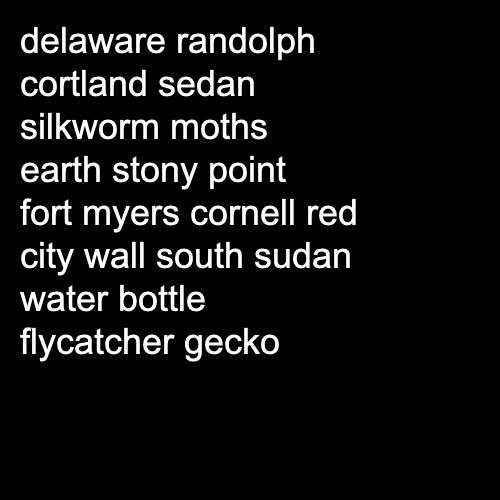 delaware randolph
cortland sedan
silkworm moths
earth stony point
fort myers cornell red
city wall south sudan
water bottle
flycatcher gecko